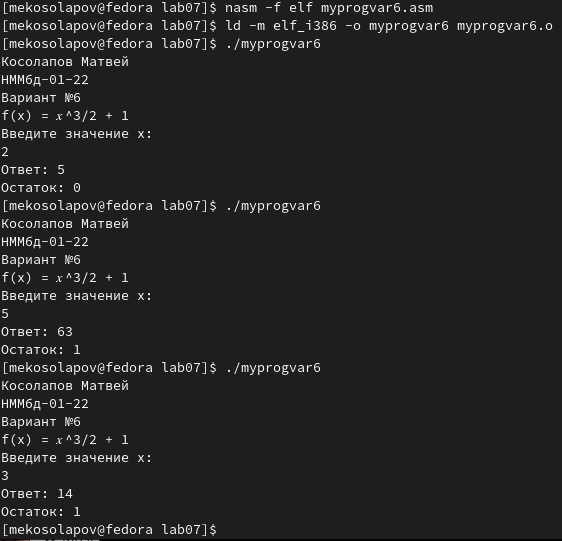 [mekosolapov@fedora lab07]$ nasm -f elf myprogvar6.asm
[mekosolapov@fedora lab07]$ ld -m elf_i386 -o myprogvar6 myprogvar6.o
[mekosolapov@fedora lab07]$ ./myprogvar6
Косолапов Матвей
НММбд-01-22
Вариант №6
f(x) = 𝑥^3/2 + 1
Введите значение x:
2
Ответ: 5
Остаток: 0
[mekosolapov@fedora lab07]$ ./myprogvar6
Косолапов Матвей
НММбд-01-22
Вариант №6
f(x) = 𝑥^3/2 + 1
Введите значение x:
5
Ответ: 63
Остаток: 1
[mekosolapov@fedora lab07]$ ./myprogvar6
Косолапов Матвей
НММбд-01-22
Вариант №6
f(x) = 𝑥^3/2 + 1
Введите значение x:
3
Ответ: 14
Остаток: 1
[mekosolapov@fedora lab07]$